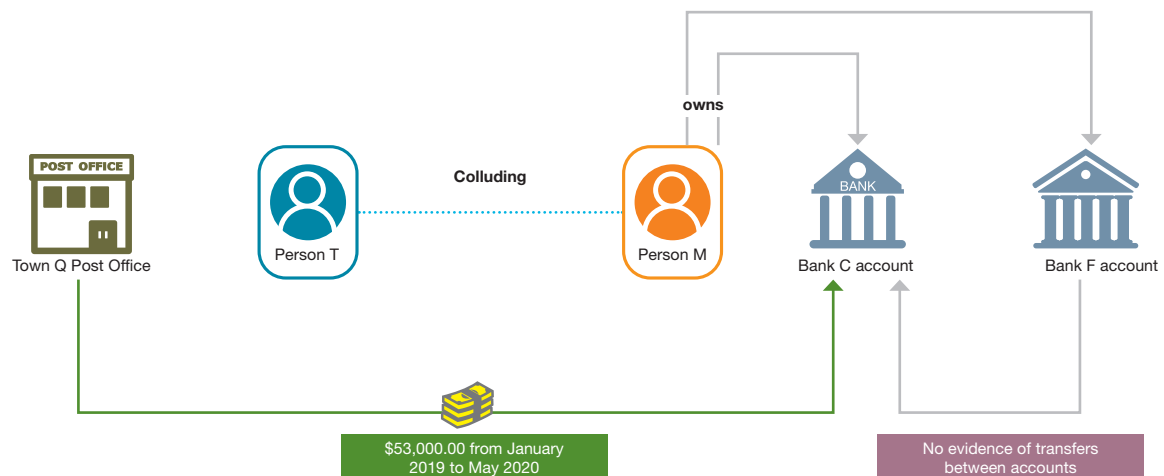 owns
POST OFFICE
Colluding
BANK
Town Q Post Office
Person T
Person M
Bank C account
Bank F account
$53,000.00 from January
2019 to May 2020
No evidence of transfers
between accounts